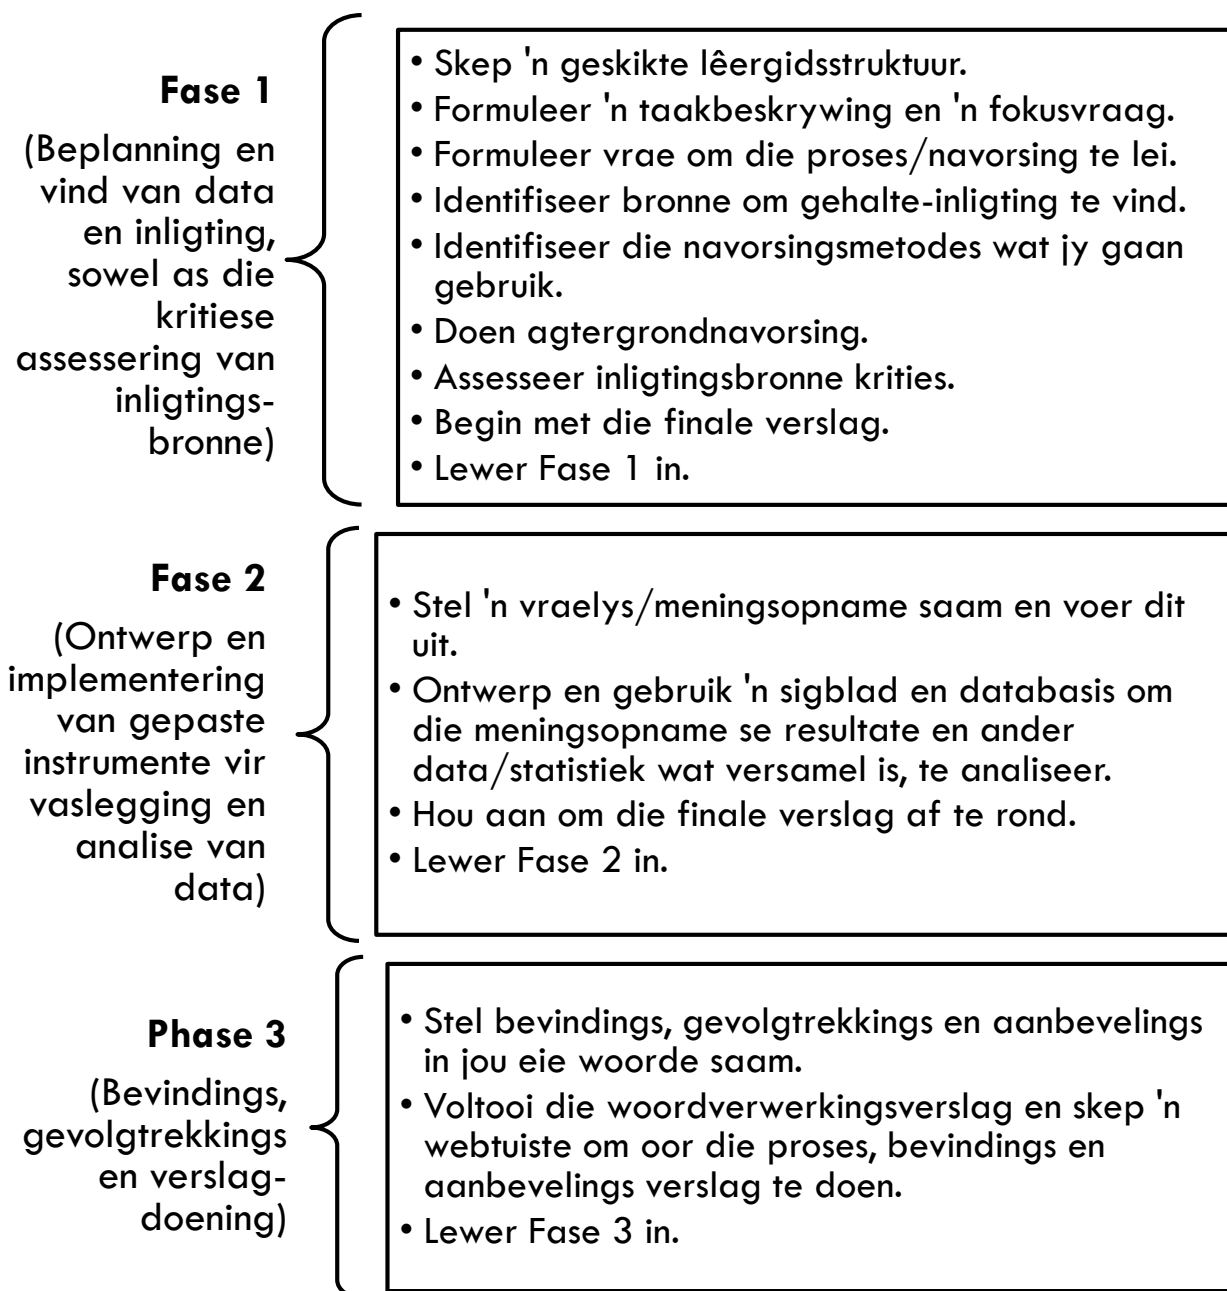 Fase 1
(Beplanning en
vind van data
en inligting,
sowel as die
kritiese
assessering van
inligtings-
bronne)
• Skep 'n geskikte lêergidsstruktuur.
• Formuleer 'n taakbeskrywing en 'n fokusvraag.
• Formuleer vrae om die proses/navorsing te lei.
• Identifiseer bronne om gehalte-inligting te vind.
• Identifiseer die navorsingsmetodes wat jy gaan
gebruik.
• Doen agtergrondnavorsing.
• Assesseer inligtingsbronne krities.
• Begin met die finale verslag.
• Lewer Fase 1 in.
Fase 2
(Ontwerp en
implementering
van gepaste
instrumente vir
vaslegging en
analise van
data)
• Stel 'n vraelys/meningsopname saam en voer dit
uit.
• Ontwerp en gebruik 'n sigblad en databasis om
die meningsopname se resultate en ander
data/statistiek wat versamel is, te analiseer.
• Hou aan om die finale verslag af te rond.
• Lewer Fase 2 in.
Phase 3
(Bevindings,
gevolgtrekkings
en verslag-
doening)
• Stel bevindings, gevolgtrekkings en aanbevelings
in jou eie woorde saam.
• Voltooi die woordverwerkingsverslag en skep 'n
webtuiste om oor die proses, bevindings en
aanbevelings verslag te doen.
• Lewer Fase 3 in.